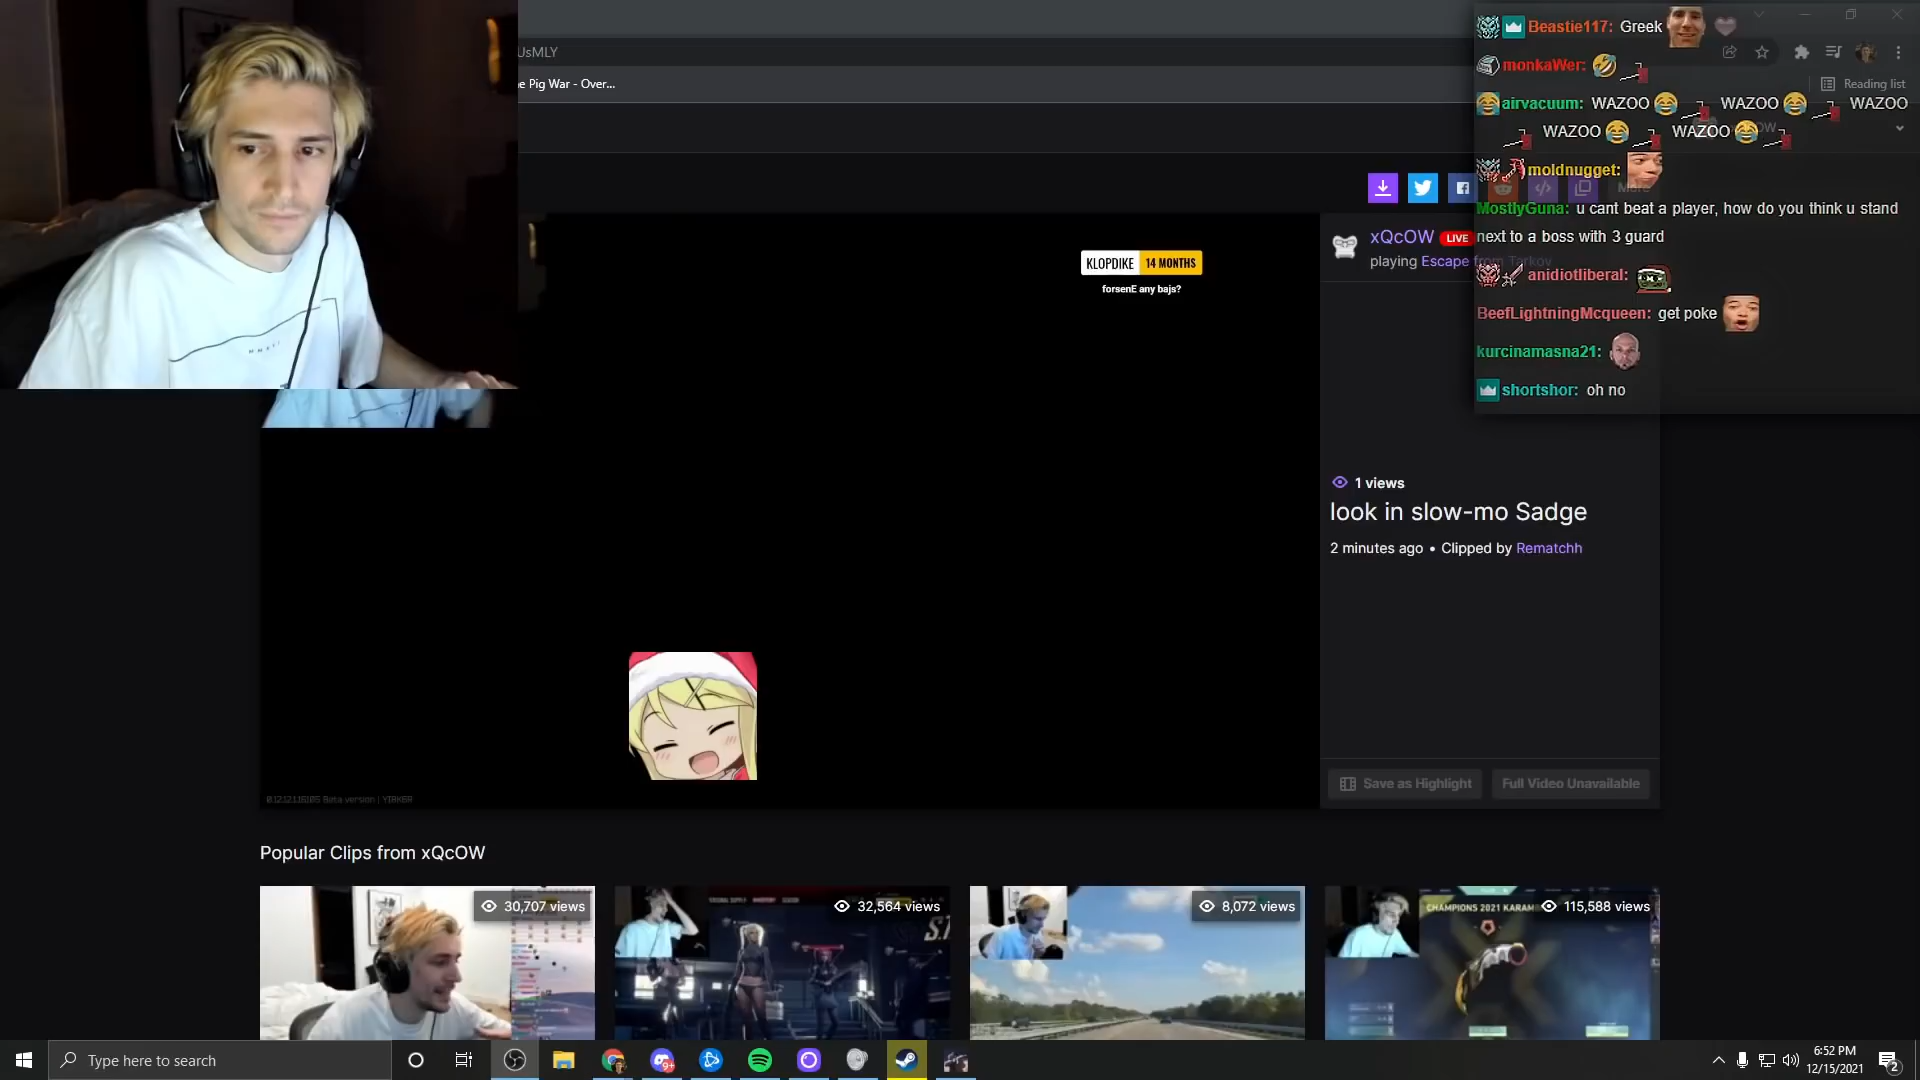 UsMLY
e Pig War - Over...
Reading list
Beastie117: Greek
monkaWer:
airvacuum: WAZOO WAZOO WAZOO
WAZOO WAZOO
moldnugget:
More
MostlyGuna: u cant beat a player, how do you think u stand
next to a boss with 3 guard
anidiotliberal:
BeefLightningMcqueen: get poke
kurcinamasna21:
shortshor: oh no
xQcOW LIVE
playing Escape from Tarkov
KLOPDIKE 14 MONTHS
forsenE any bajs?
1 views
look in slow-mo Sadge
2 minutes ago • Clipped by Rematchh
Save as Highlight Full Video Unavailable
Popular Clips from xQcOW
30,707 views
32,564 views
8,072 views
CHAMPIONS 2021 KARAM
115,588 views
Type here to search
9+
6:52 PM
12/15/2021
2